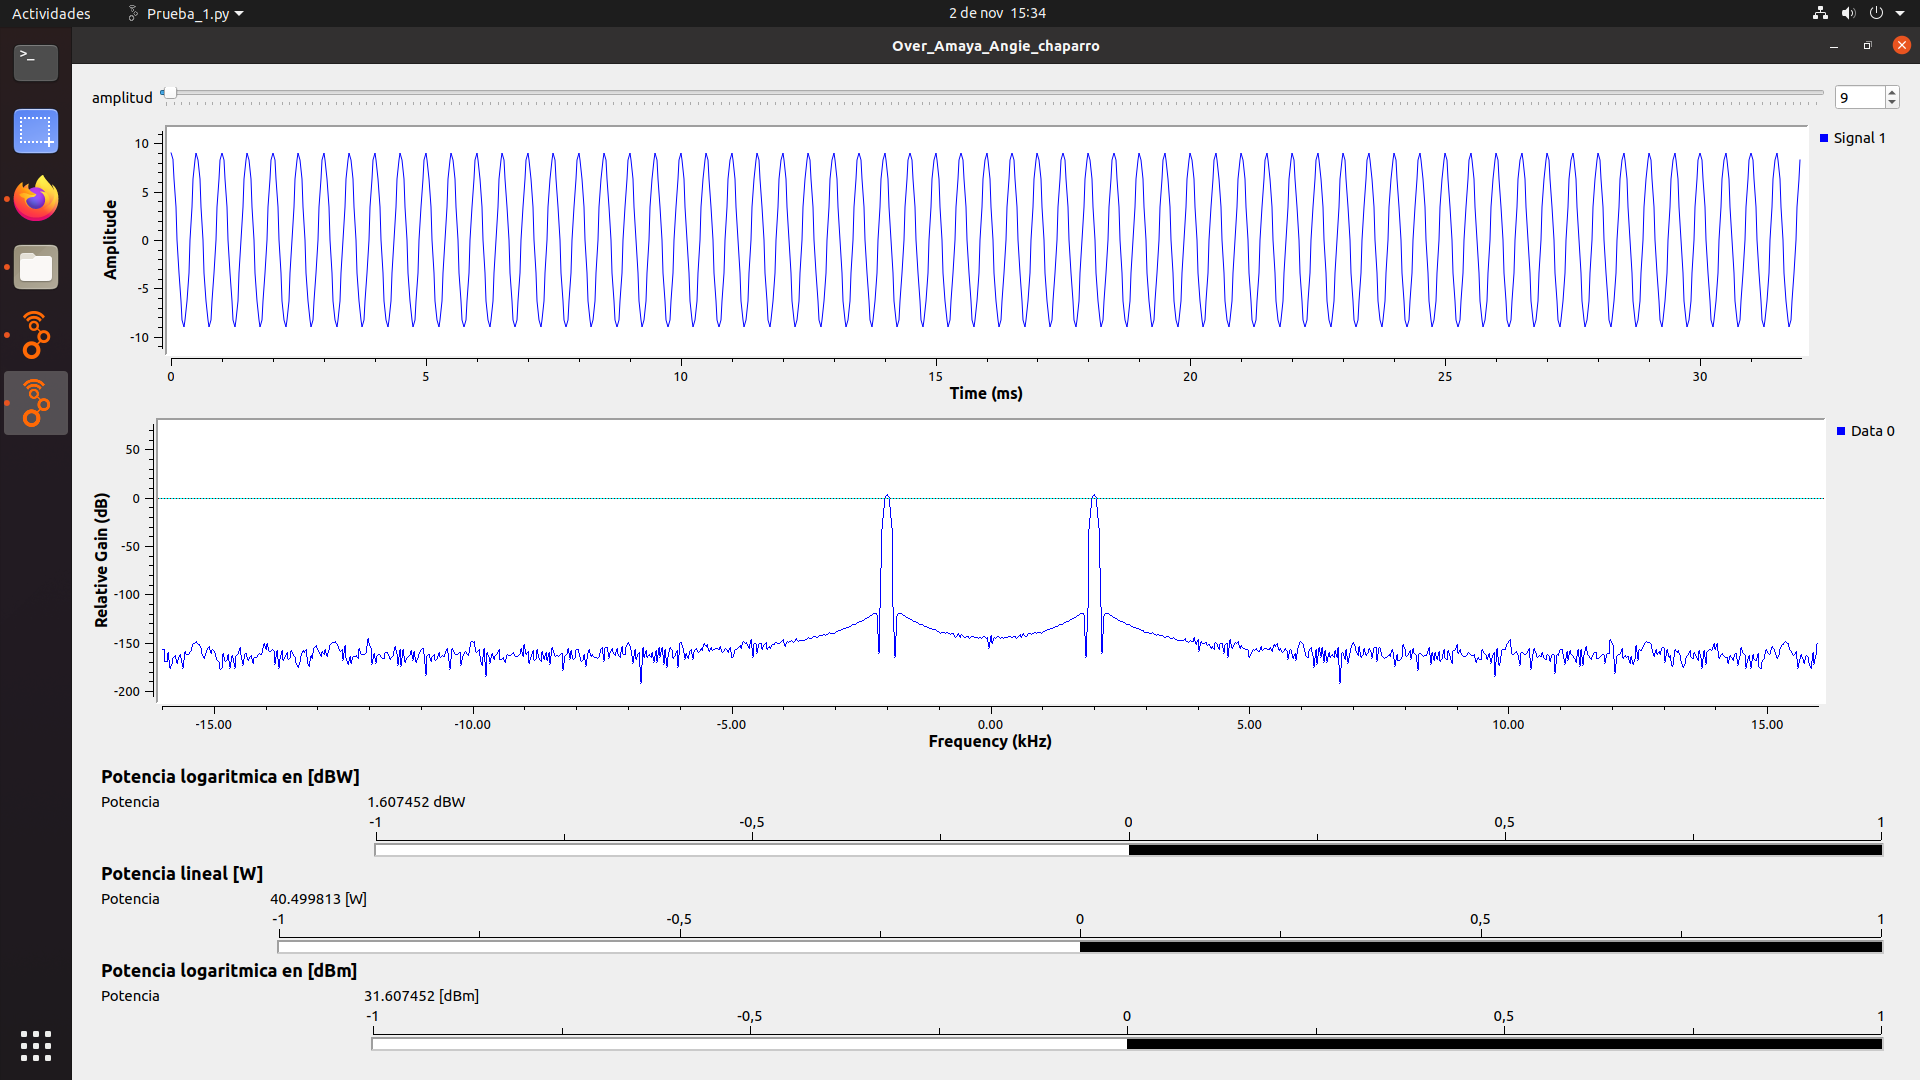 Actividades Prueba_1.py 2 de nov 15:34
Over_Amaya_Angie_chaparro
amplitud 9
Signal 1
Amplitude
10
5
0
-5
-10
0 5 10 15 20 25 30
Time (ms)
Data 0
Relative Gain (dB)
50
0
-50
-100
-150
-200
-15.00 -10.00 -5.00 0.00 5.00 10.00 15.00
Frequency (kHz)
Potencia logaritmica en [dBW]
Potencia 1.607452 dBW
-1 -0,5 0 0,5 1
Potencia lineal [W]
Potencia 40.499813 [W]
-1 -0,5 0 0,5 1
Potencia logaritmica en [dBm]
Potencia 31.607452 [dBm]
-1 -0,5 0 0,5 1